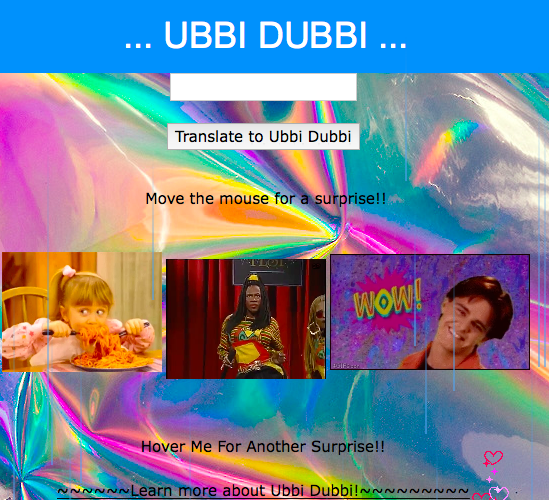 ... UBBI DUBBI ...
Translate to Ubbi Dubbi
Move the mouse for a surprise!!
WOW!
Hover Me For Another Surprise!!
~~~~~~Learn more about Ubbi Dubbi!~~~~~~~~~